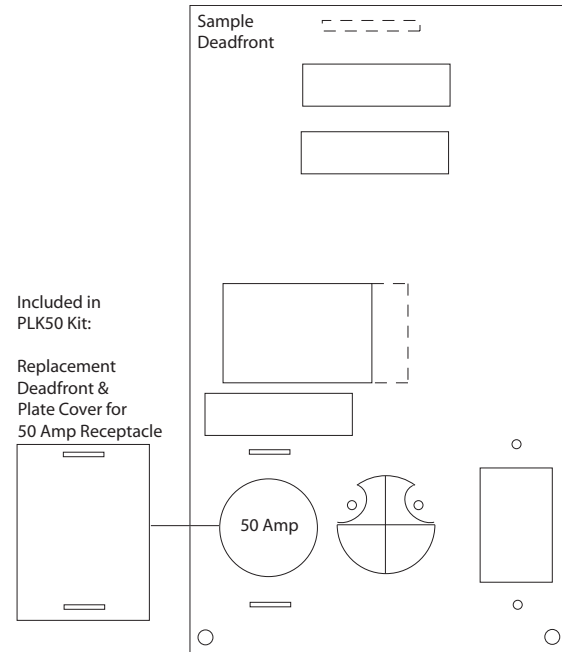 Sample
Deadfront
Included in
PLK50 Kit:
Replacement
Deadfront &
Plate Cover for
50 Amp Receptacle
50 Amp